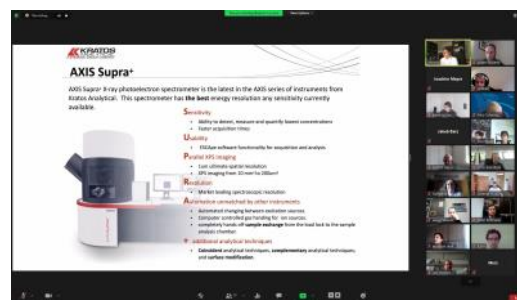 KRATOS
AXIS Supra⁺
AXIS Supra⁺ X-ray photoelectron spectrometer is the latest in the AXIS series of instruments from
Kratos Analytical. This spectrometer has the best energy resolution any sensitivity currently
available.
Sensitivity
Ability to detect, measure and quantify lowest concentrations
Faster acquisition times
Usability
ESCApe software functionality for acquisition and analysis
Parallel XPS imaging
1um ultimate spatial resolution
Resolution
Market leading spectroscopic resolution
Automation unmatched by other instruments
Automated changing between excitation sources.
Computer controlled gas handling for ion sources.
completely hands-off sample exchange from the load lock to the sample
analysis chamber.
+ additional analytical techniques
Coincident analytical techniques, complementary analytical techniques,
and surface modification.